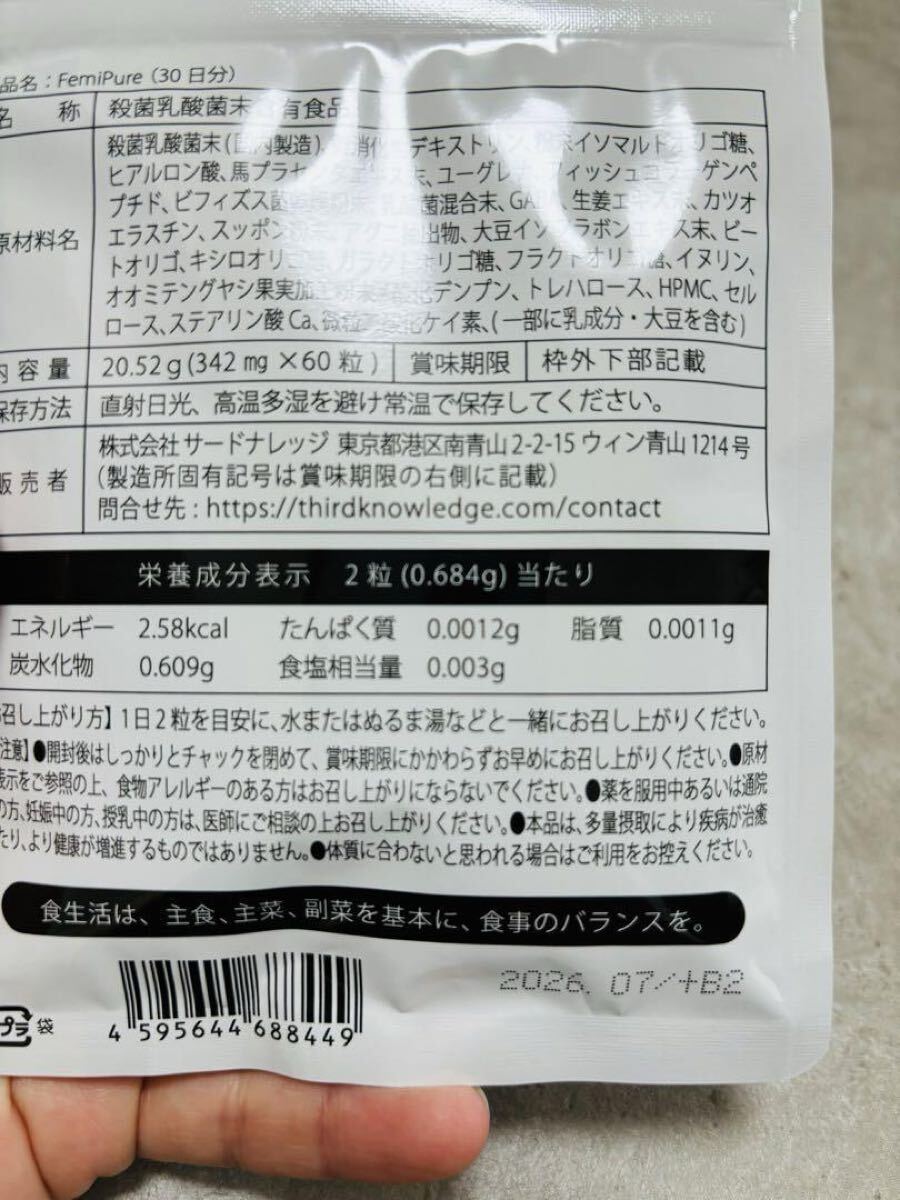 品名：FemiPure（30日分）
名 称 殺菌乳酸菌末 有食品
殺菌乳酸菌末(国内製造)、 消化 デキストリン、 イソマルトオリゴ糖、
ヒアルロン酸、馬プラセンタエキス末、ユーグレナ、フィッシュコラーゲンペ
プチド、ビフィズス菌 菌混合末、GABA、生姜エキス末、カツオ
原材料名 エラスチン、スッポン 出物、大豆イソフラボンエキス末、ビー
トオリゴ、キシロオリゴ糖、ガラクトオリゴ糖、フラクトオリゴ糖、イヌリン、
オオミテングヤシ果実加工 デンプン、トレハロース、HPMC、セル
ロース、ステアリン酸Ca、微粒二酸化ケイ素、(一部に乳成分・大豆を含む)
内容量 20.52g(342mg×60粒) 賞味期限 枠外下部記載
保存方法 直射日光、高温多湿を避け常温で保存してください。
株式会社サードナレッジ 東京都港区南青山2-2-15ウィン青山1214号
販売者 (製造所固有記号は賞味期限の右側に記載)
問合せ先：https://thirdknowledge.com/contact
栄養成分表示 2粒(0.684g)当たり
エネルギー 2.58kcal たんぱく質 0.0012g 脂質 0.0011g
炭水化物 0.609g 食塩相当量 0.003g
お召し上がり方】1日2粒を目安に、水またはぬるま湯などと一緒にお召し上がりください。
注意】●開封後はしっかりとチャックを閉めて、賞味期限にかかわらずお早めにお召し上がりください。●原材
表示をご参照の上、食物アレルギーのある方はお召し上がりにならないでください。●薬を服用中あるいは通院
の方、妊娠中の方、授乳中の方は、医師にご相談の上お召し上がりください。●本品は、多量摂取により疾病が治癒
たり、より健康が増進するものではありません。●体質に合わないと思われる場合はご利用をお控えください。
食生活は、主食、主菜、副菜を基本に、食事のバランスを。
2026. 07/+B2
プラ 袋
4 595644 688449